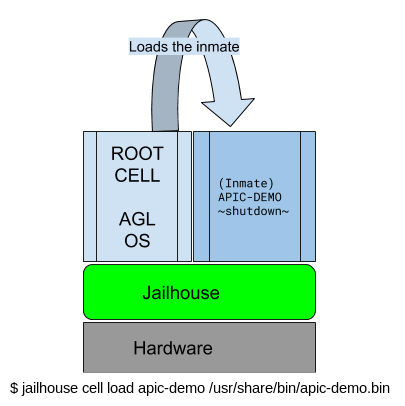 Loads the inmate
ROOT
CELL
AGL
OS
(Inmate)
APIC-DEMO
~shutdown~
Jailhouse
Hardware
$ jailhouse cell load apic-demo /usr/share/bin/apic-demo.bin